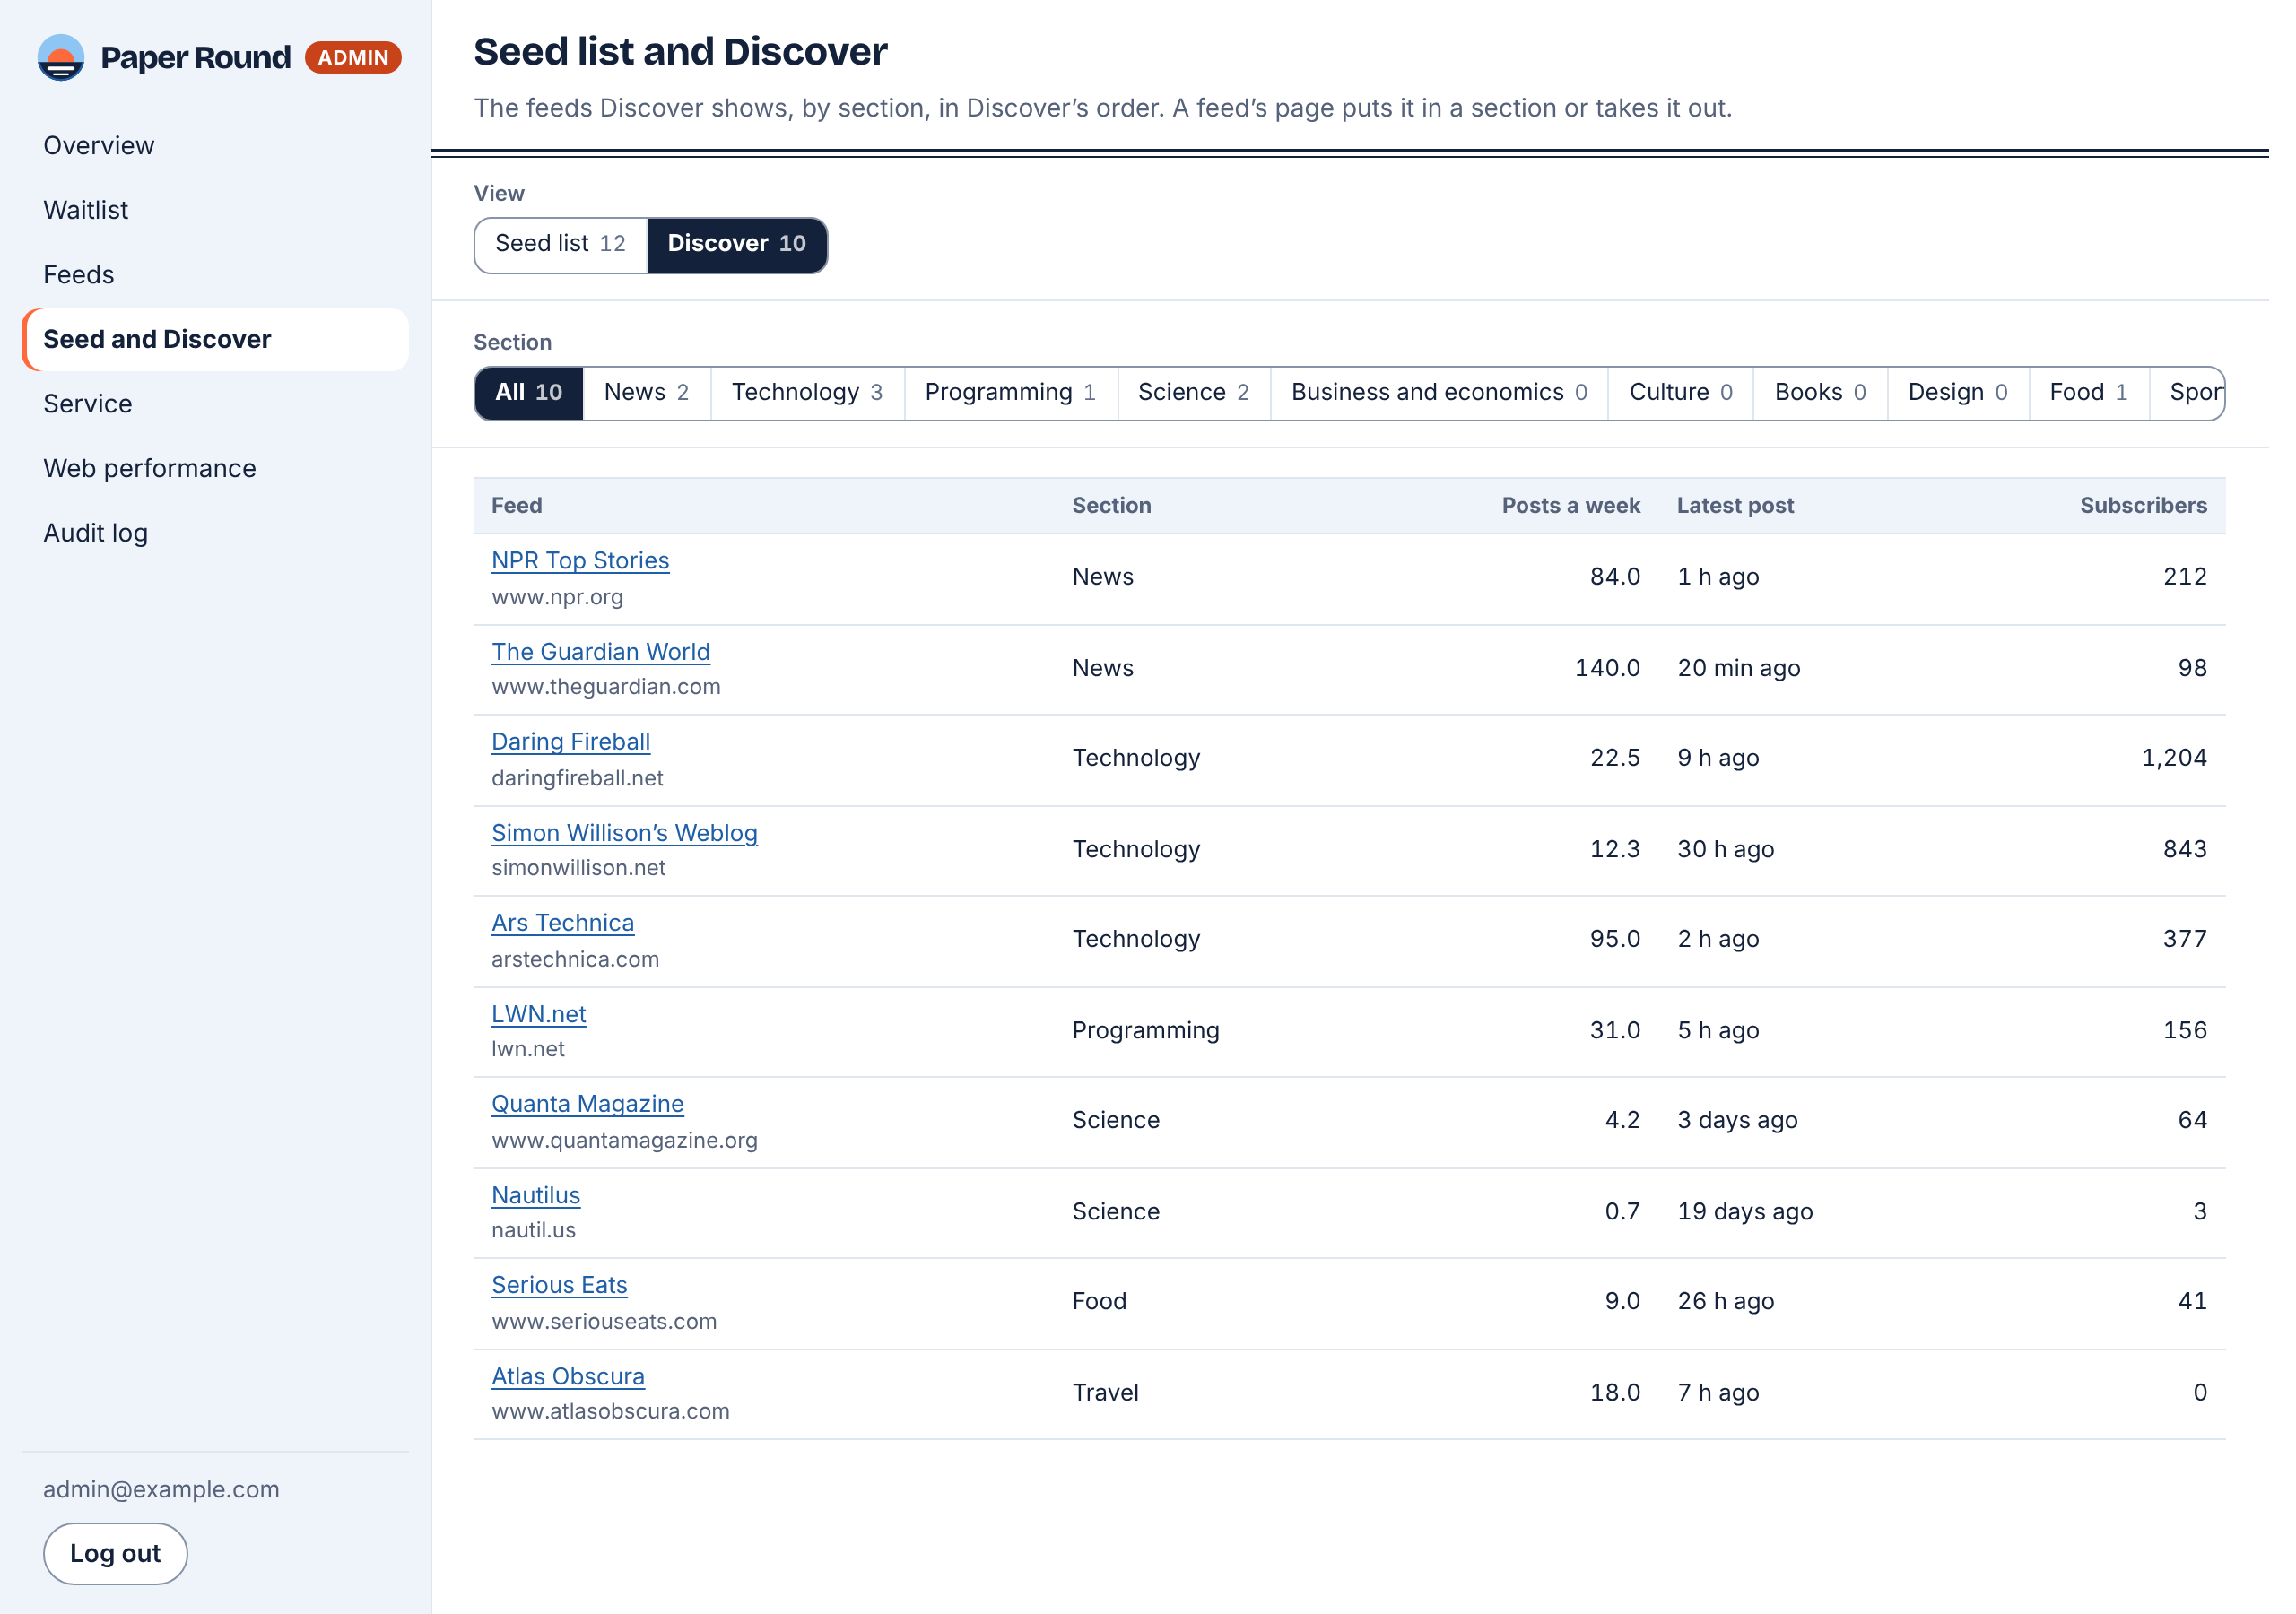 Paper Round ADMIN
Overview
Waitlist
Feeds
Seed and Discover
Service
Web performance
Audit log
admin@example.com
Log out
Seed list and Discover
The feeds Discover shows, by section, in Discover’s order. A feed’s page puts it in a section or takes it out.
View
Seed list 12 Discover 10
Section
All 10 News 2 Technology 3 Programming 1 Science 2 Business and economics 0 Culture 0 Books 0 Design 0 Food 1
Feed Section Posts a week Latest post Subscribers
NPR Top Stories
www.npr.org
News 84.0 1 h ago 212
The Guardian World
www.theguardian.com
News 140.0 20 min ago 98
Daring Fireball
daringfireball.net
Technology 22.5 9 h ago 1,204
Simon Willison’s Weblog
simonwillison.net
Technology 12.3 30 h ago 843
Ars Technica
arstechnica.com
Technology 95.0 2 h ago 377
LWN.net
lwn.net
Programming 31.0 5 h ago 156
Quanta Magazine
www.quantamagazine.org
Science 4.2 3 days ago 64
Nautilus
nautil.us
Science 0.7 19 days ago 3
Serious Eats
www.seriouseats.com
Food 9.0 26 h ago 41
Atlas Obscura
www.atlasobscura.com
Travel 18.0 7 h ago 0